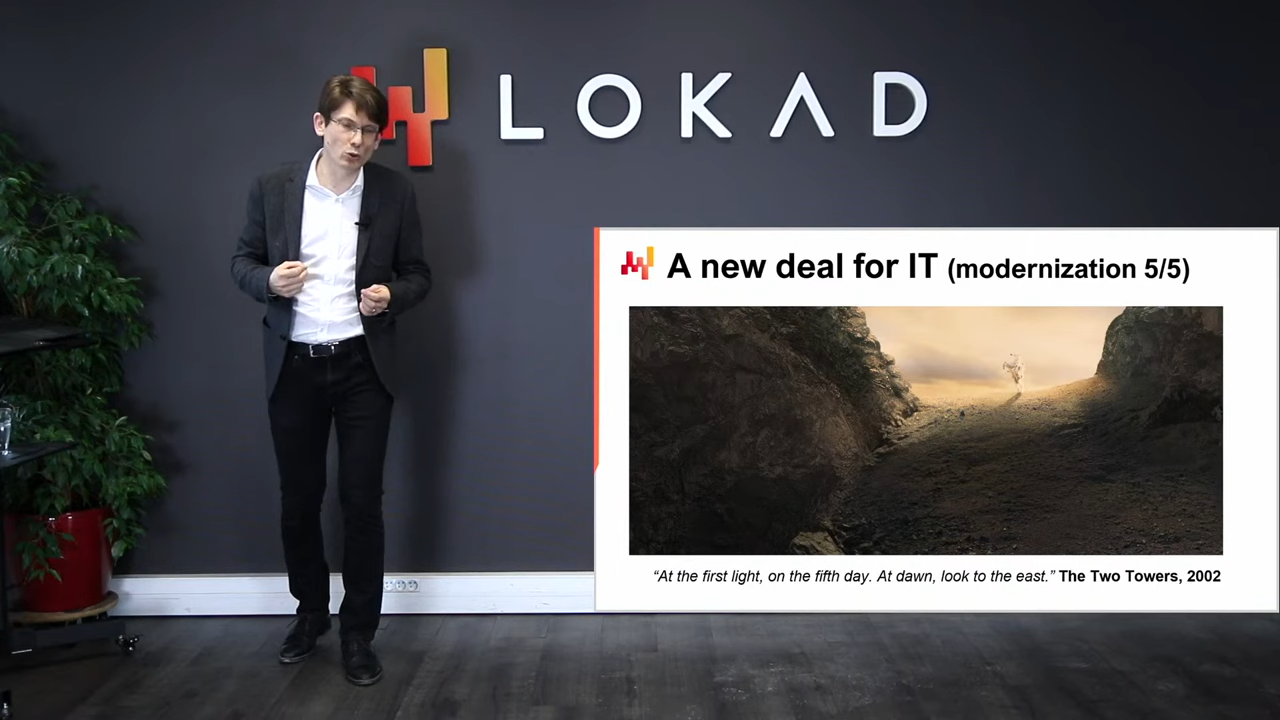 LOKAD
A new deal for IT (modernization 5/5)
“At the first light, on the fifth day. At dawn, look to the east.” The Two Towers, 2002